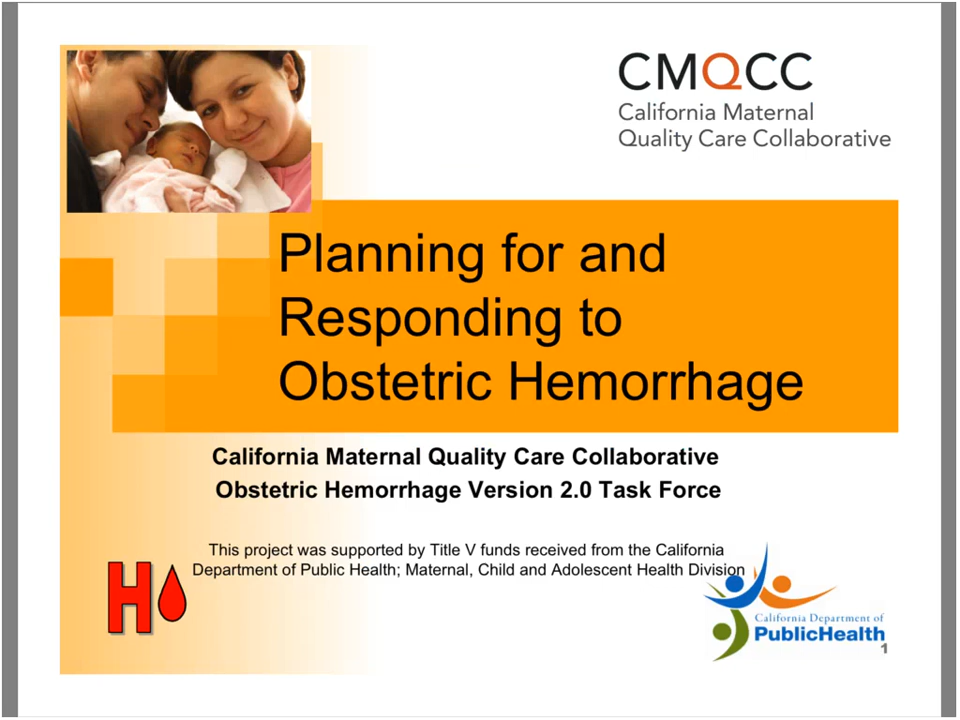 CMQCC
California Maternal
Quality Care Collaborative
Planning for and
Responding to
Obstetric Hemorrhage
California Maternal Quality Care Collaborative
Obstetric Hemorrhage Version 2.0 Task Force
This project was supported by Title V funds received from the California
Department of Public Health; Maternal, Child and Adolescent Health Division
H
California Department of
PublicHealth
1